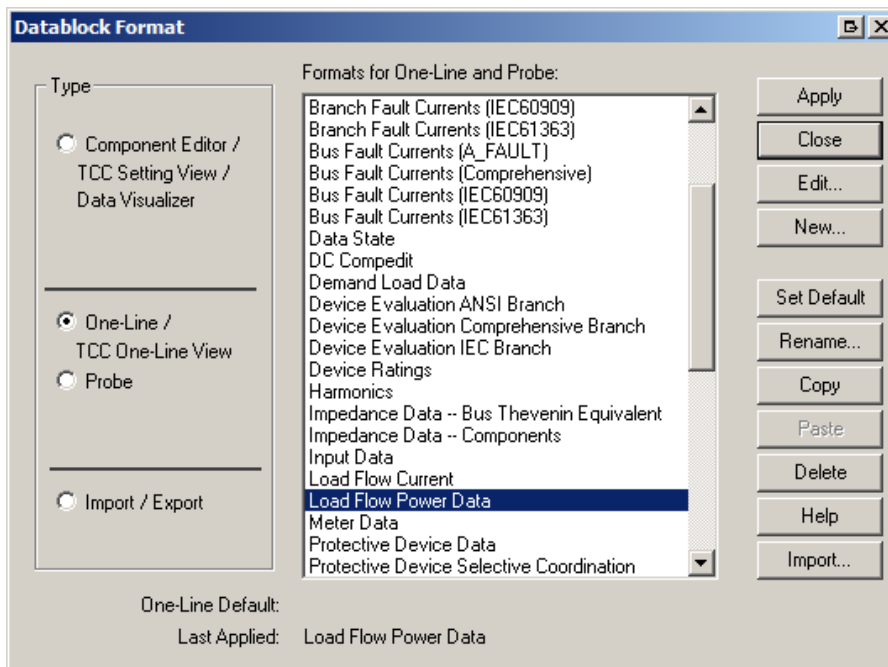 Datablock Format
Type
Component Editor /
TCC Setting View /
Data Visualizer
One-Line /
TCC One-Line View
Probe
Import / Export
Formats for One-Line and Probe:
Branch Fault Currents (IEC60909)
Branch Fault Currents (IEC61363)
Bus Fault Currents (A_FAULT)
Bus Fault Currents (Comprehensive)
Bus Fault Currents (IEC60909)
Bus Fault Currents (IEC61363)
Data State
DC Compedit
Demand Load Data
Device Evaluation ANSI Branch
Device Evaluation Comprehensive Branch
Device Evaluation IEC Branch
Device Ratings
Harmonics
Impedance Data -- Bus Thevenin Equivalent
Impedance Data -- Components
Input Data
Load Flow Current
Load Flow Power Data
Meter Data
Protective Device Data
Protective Device Selective Coordination
Apply
Close
Edit...
New...
Set Default
Rename...
Copy
Paste
Delete
Help
Import...
One-Line Default:
Last Applied: Load Flow Power Data